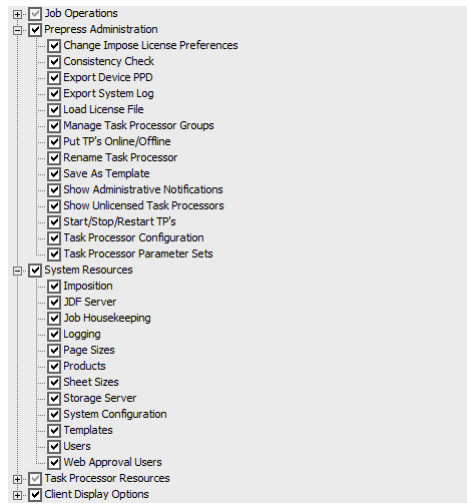 Job Operations
Prepress Administration
Change Impose License Preferences
Consistency Check
Export Device PPD
Export System Log
Load License File
Manage Task Processor Groups
Put TP's Online/Offline
Rename Task Processor
Save As Template
Show Administrative Notifications
Show Unlicensed Task Processors
Start/Stop/Restart TP's
Task Processor Configuration
Task Processor Parameter Sets
System Resources
Imposition
JDF Server
Job Housekeeping
Logging
Page Sizes
Products
Sheet Sizes
Storage Server
System Configuration
Templates
Users
Web Approval Users
Task Processor Resources
Client Display Options